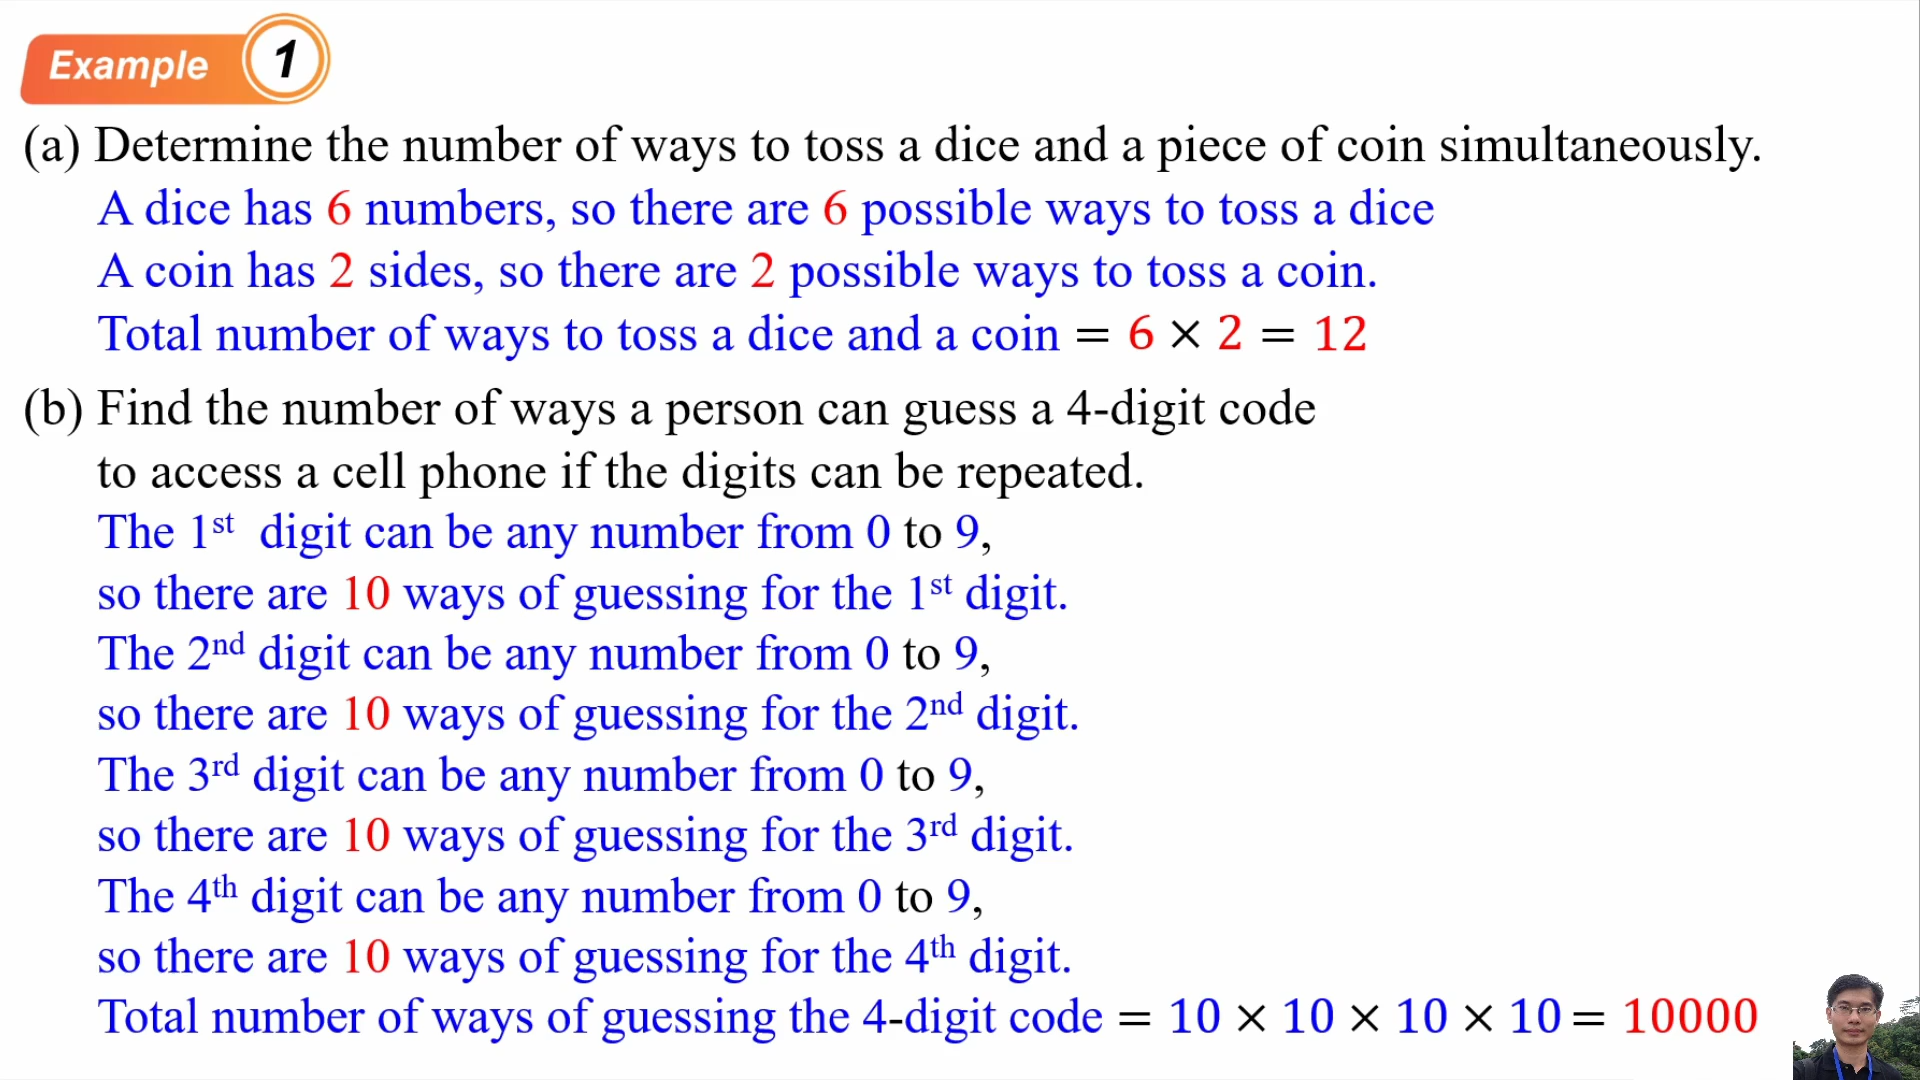 Example 1
(a) Determine the number of ways to toss a dice and a piece of coin simultaneously.
A dice has 6 numbers, so there are 6 possible ways to toss a dice
A coin has 2 sides, so there are 2 possible ways to toss a coin.
Total number of ways to toss a dice and a coin = 6 × 2 = 12
(b) Find the number of ways a person can guess a 4-digit code
to access a cell phone if the digits can be repeated.
The 1st digit can be any number from 0 to 9,
so there are 10 ways of guessing for the 1st digit.
The 2nd digit can be any number from 0 to 9,
so there are 10 ways of guessing for the 2nd digit.
The 3rd digit can be any number from 0 to 9,
so there are 10 ways of guessing for the 3rd digit.
The 4th digit can be any number from 0 to 9,
so there are 10 ways of guessing for the 4th digit.
Total number of ways of guessing the 4-digit code = 10 × 10 × 10 × 10 = 10000